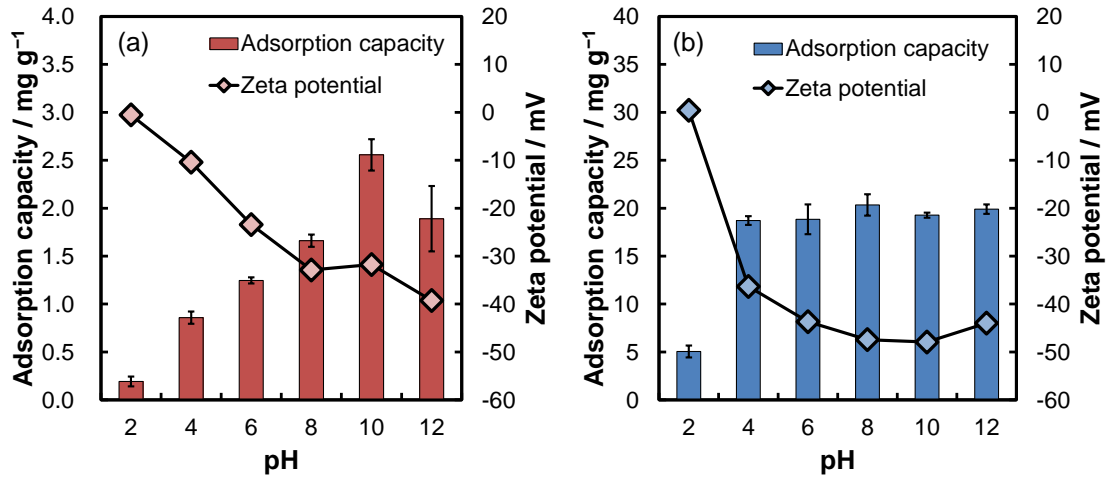 (a)
Adsorption capacity
Zeta potential
Adsorption capacity / mg g⁻¹
4.0
3.5
3.0
2.5
2.0
1.5
1.0
0.5
0.0
20
10
0
-10
-20
-30
-40
-50
-60
Zeta potential / mV
2 4 6 8 10 12
pH
(b)
Adsorption capacity
Zeta potential
Adsorption capacity / mg g⁻¹
40
35
30
25
20
15
10
5
0
20
10
0
-10
-20
-30
-40
-50
-60
Zeta potential / mV
2 4 6 8 10 12
pH